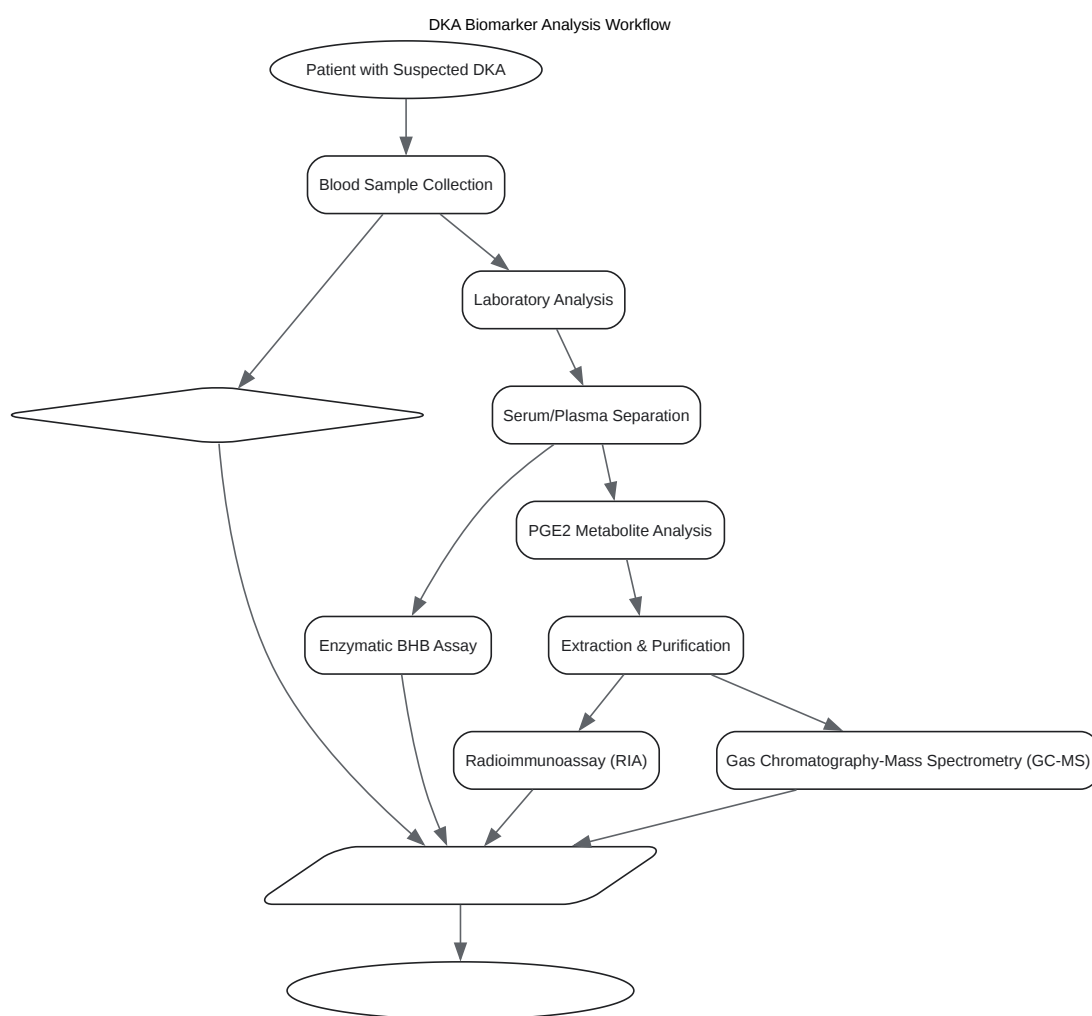 DKA Biomarker Analysis Workflow
Patient with Suspected DKA
Blood Sample Collection
Laboratory Analysis
Serum/Plasma Separation
PGE2 Metabolite Analysis
Enzymatic BHB Assay
Extraction & Purification
Radioimmunoassay (RIA)
Gas Chromatography-Mass Spectrometry (GC-MS)